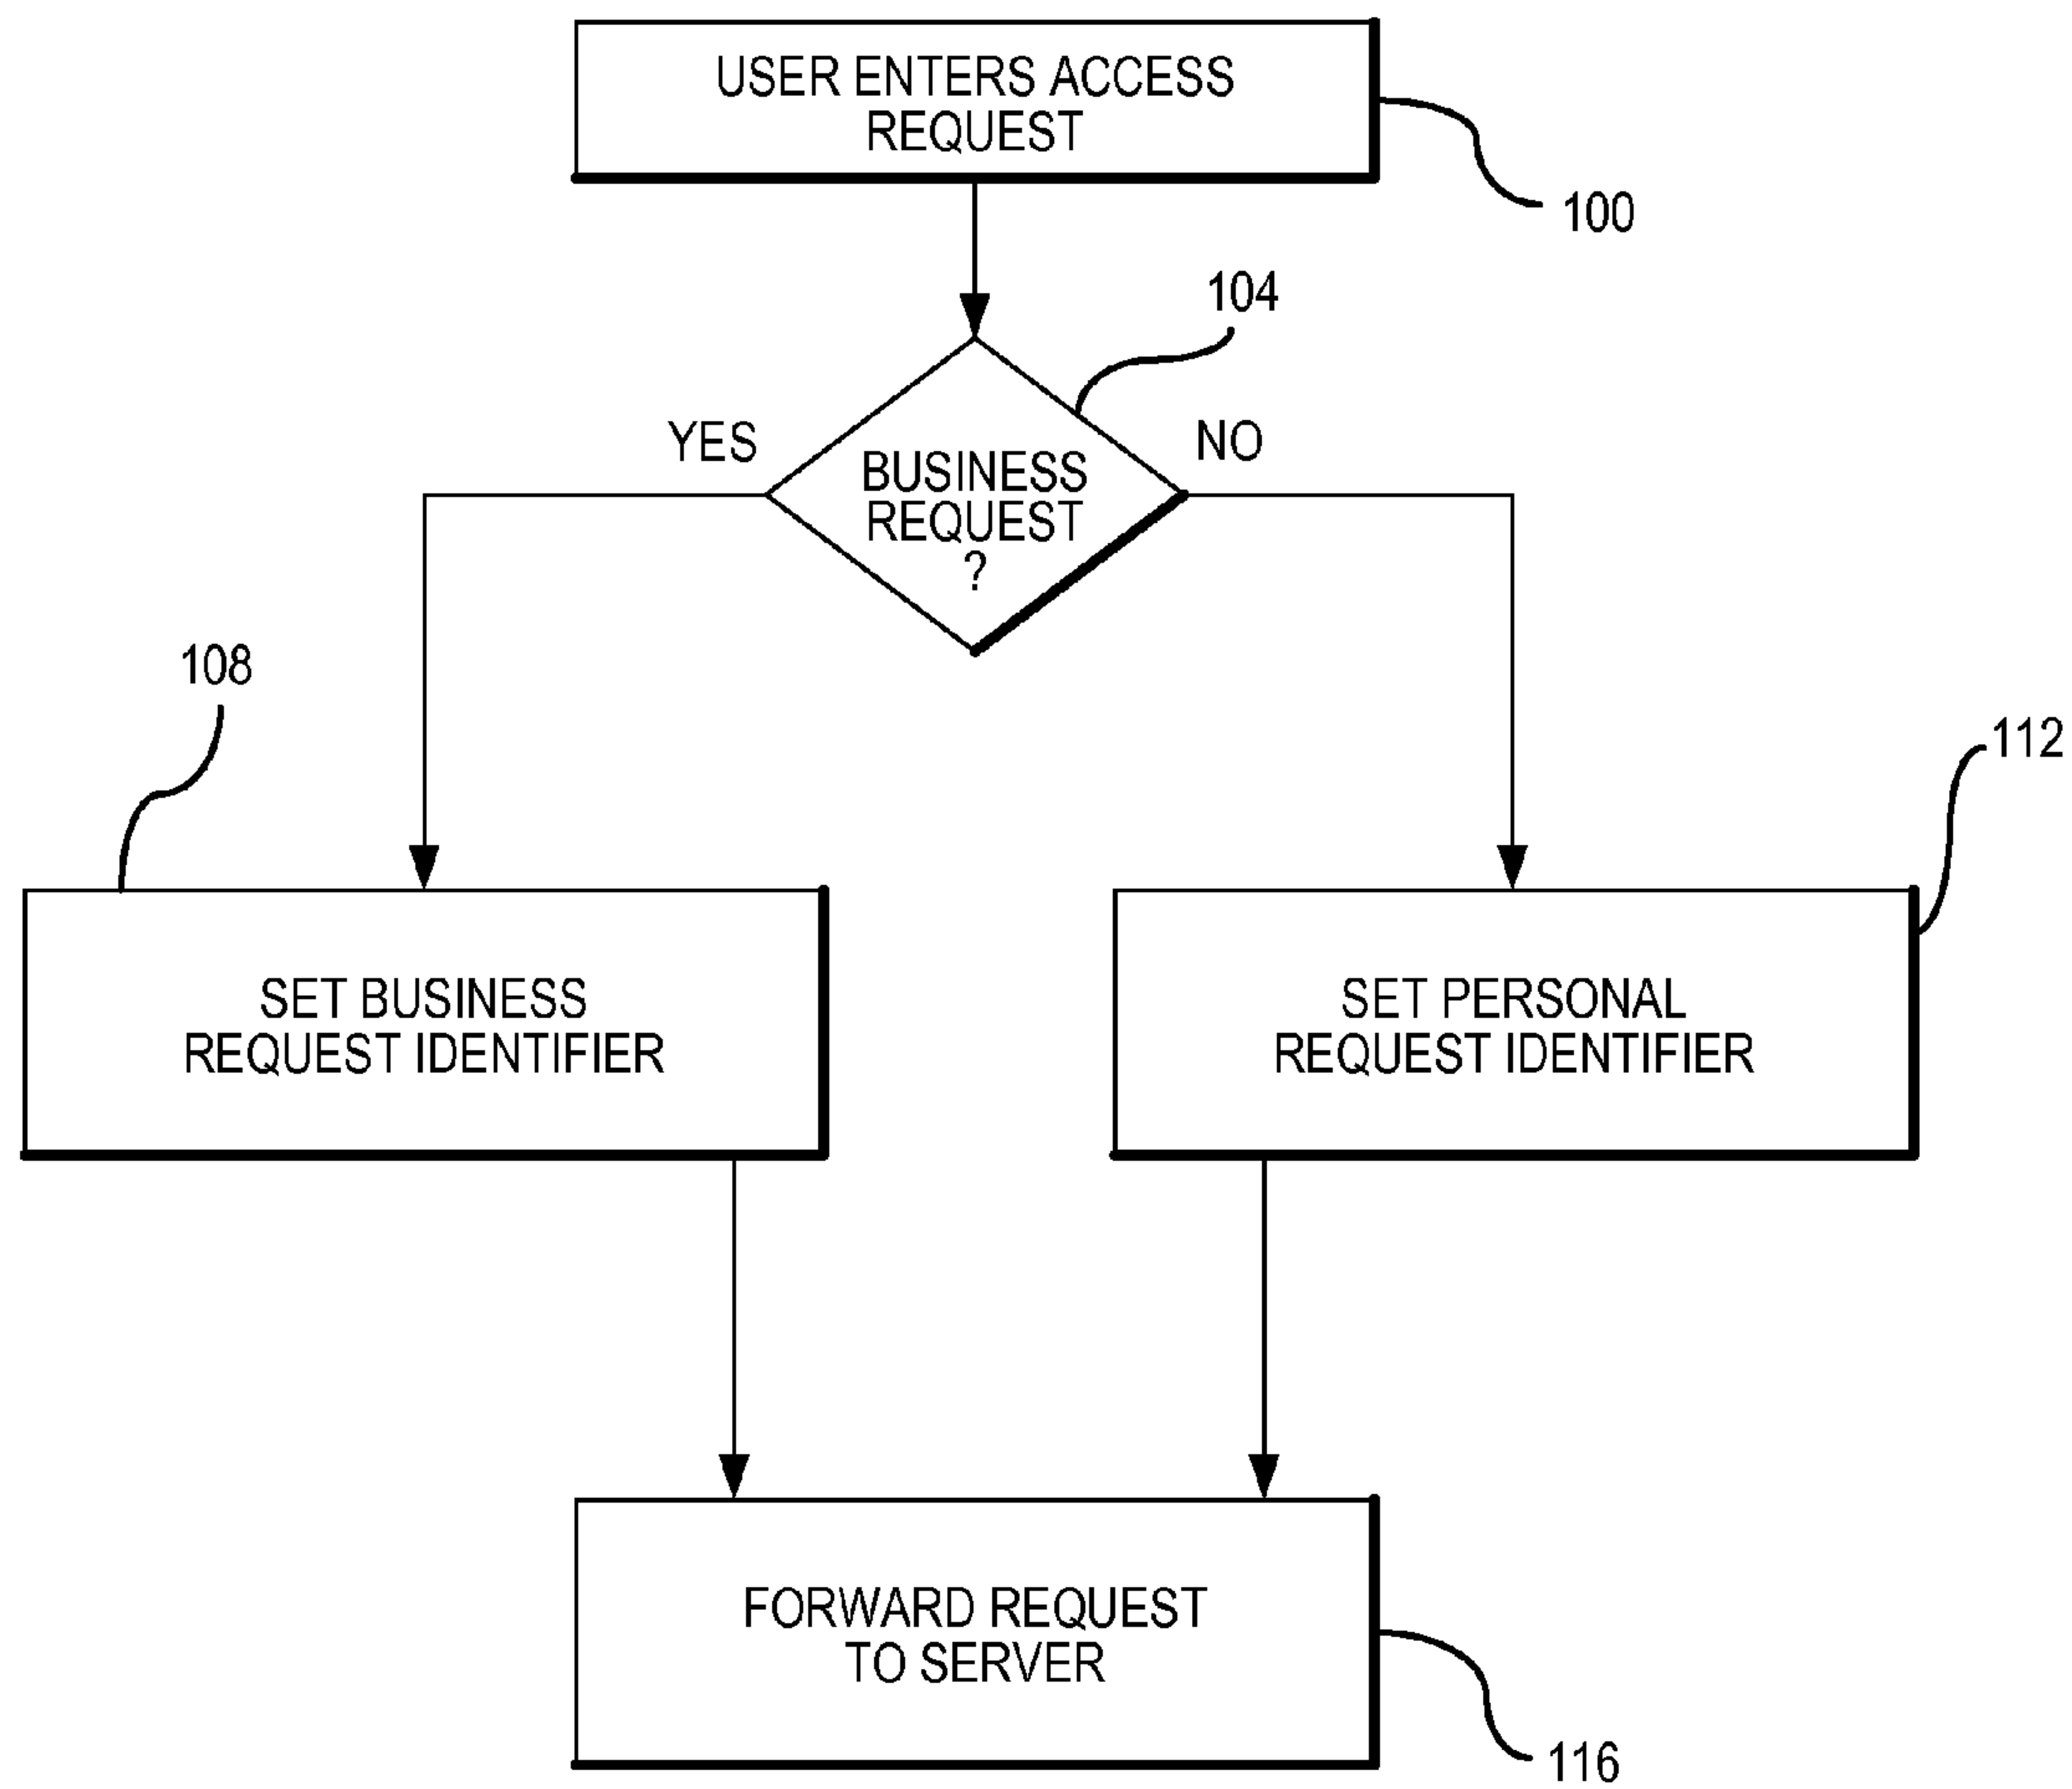 USER ENTERS ACCESS
REQUEST
100
104
YES
NO
BUSINESS
REQUEST
?
108
112
SET BUSINESS
REQUEST IDENTIFIER
SET PERSONAL
REQUEST IDENTIFIER
FORWARD REQUEST
TO SERVER
116